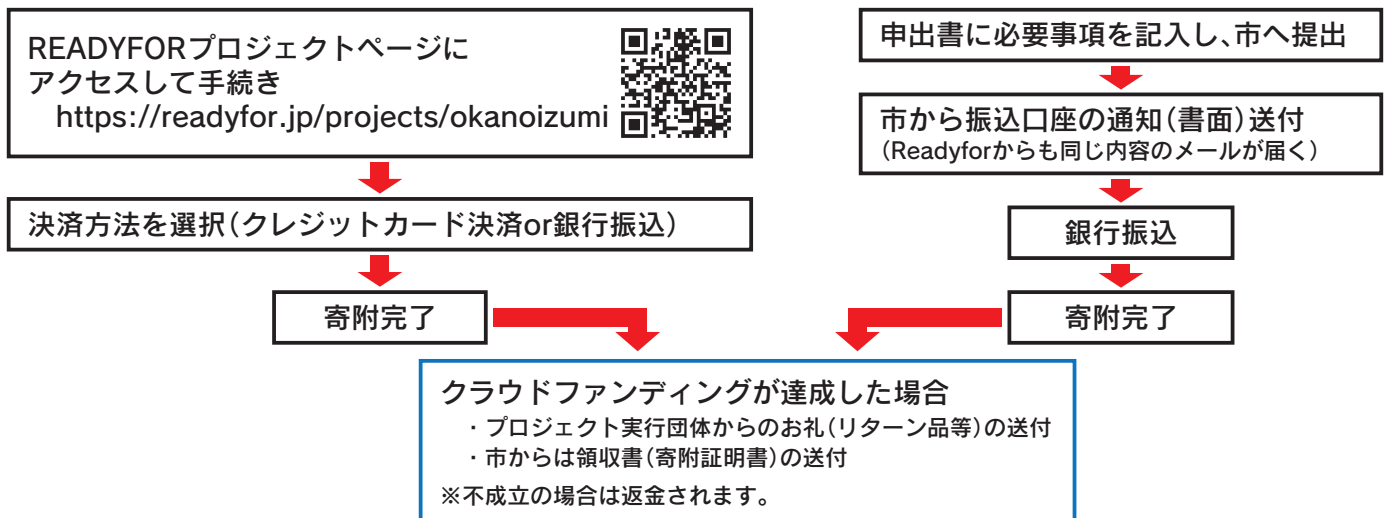 READYFORプロジェクトページに
アクセスして手続き
https://readyfor.jp/projects/okanoizumi
決済方法を選択(クレジットカード決済or銀行振込)
寄附完了
申出書に必要事項を記入し、市へ提出
市から振込口座の通知(書面)送付
(Readyforからも同じ内容のメールが届く)
銀行振込
寄附完了
クラウドファンディングが達成した場合
・プロジェクト実行団体からのお礼(リターン品等)の送付
・市からは領収書(寄附証明書)の送付
※不成立の場合は返金されます。